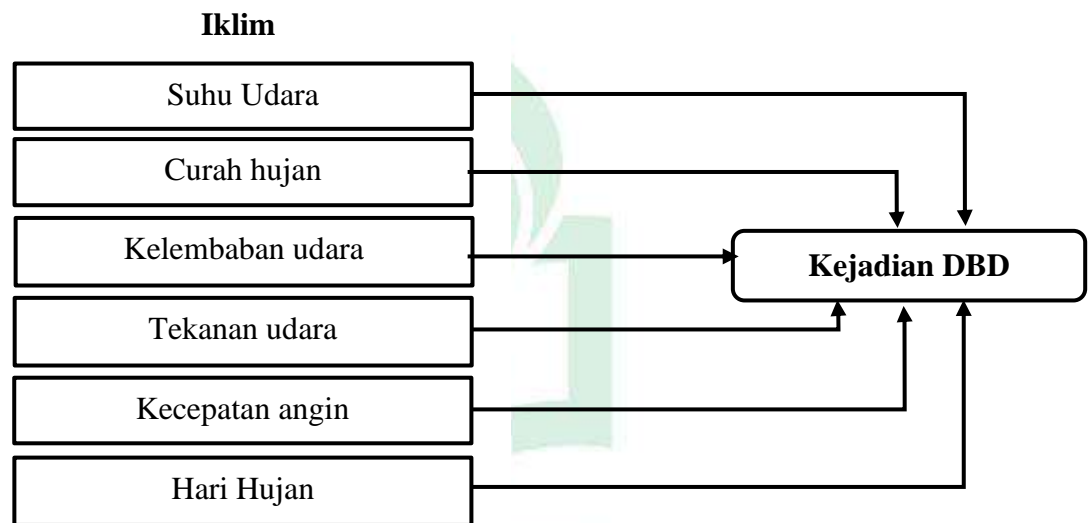 Iklim
Suhu Udara
Curah hujan
Kelembaban udara
Kejadian DBD
Tekanan udara
Kecepatan angin
Hari Hujan